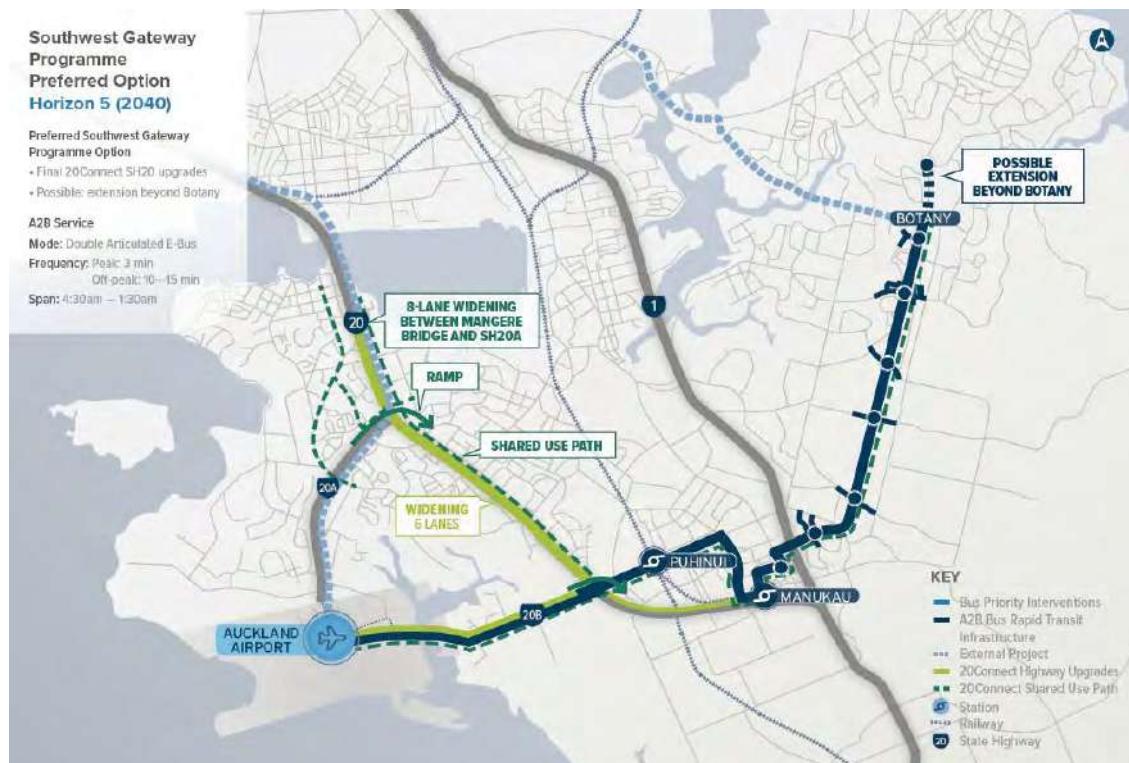 Southwest Gateway
Programme
Preferred Option
Horizon 5 (2040)
Preferred Southwest Gateway
Programme Option
• Final 20Connect SH20 upgrades
• Possible: extension beyond Botany
A2B Service
Mode: Double Articulated E-Bus
Frequency: Peak: 3 min
Off-peak: 10–15 min
Span: 4:30am – 1:30am
A
POSSIBLE
EXTENSION
BEYOND BOTANY
BOTANY
1
20
8-LANE WIDENING
BETWEEN MANGERE
BRIDGE AND SH20A
RAMP
SHARED USE PATH
20A
WIDENING
6 LANES
PUHINUI
MANUKAU
20B
AUCKLAND
AIRPORT
KEY
Bus Priority Interventions
A2B Bus Rapid Transit
Infrastructure
External Project
20Connect Highway Upgrades
20Connect Shared Use Path
Station
Railway
20 State Highway